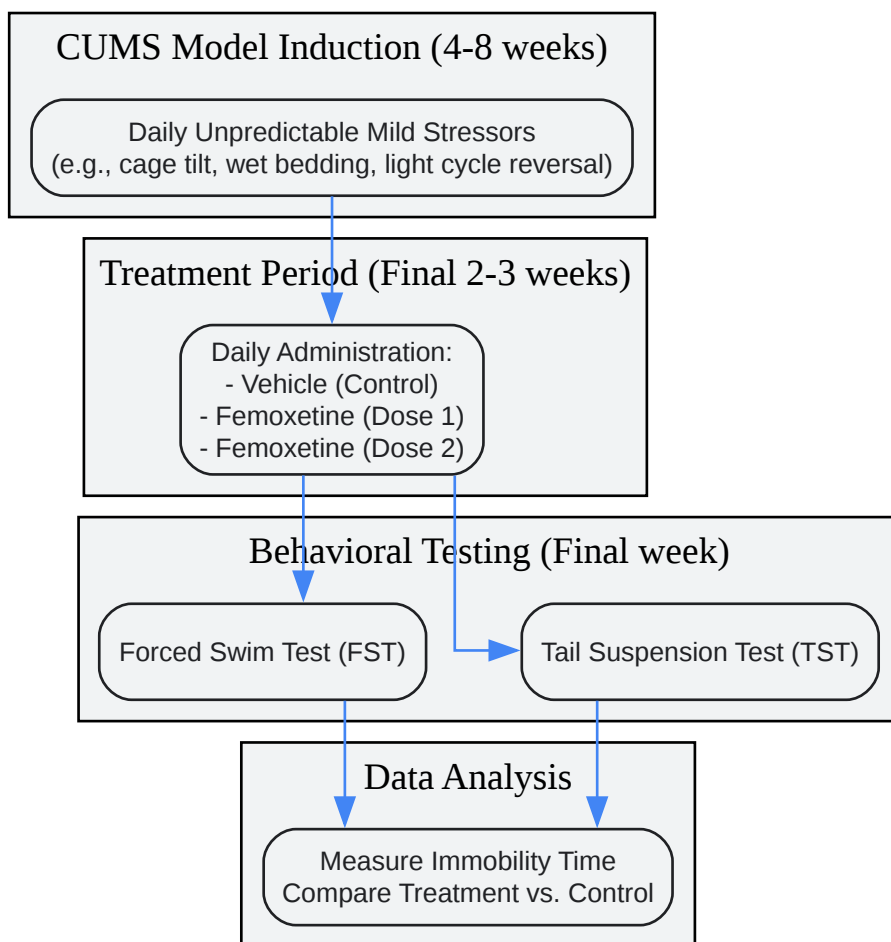 CUMS Model Induction (4-8 weeks)
Daily Unpredictable Mild Stressors
(e.g., cage tilt, wet bedding, light cycle reversal)
Treatment Period (Final 2-3 weeks)
Daily Administration:
- Vehicle (Control)
- Femoxetine (Dose 1)
- Femoxetine (Dose 2)
Behavioral Testing (Final week)
Forced Swim Test (FST)
Tail Suspension Test (TST)
Data Analysis
Measure Immobility Time
Compare Treatment vs. Control